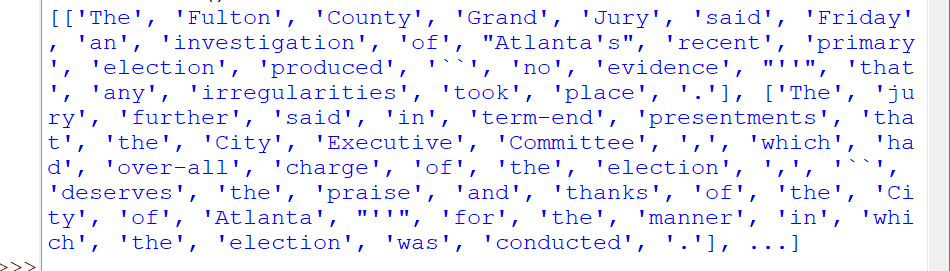 [['The', 'Fulton', 'County', 'Grand', 'Jury', 'said', 'Friday'
, 'an', 'investigation', 'of', "Atlanta's", 'recent', 'primary
', 'election', 'produced', '``', 'no', 'evidence', "''", 'that
', 'any', 'irregularities', 'took', 'place', '.'], ['The', 'ju
ry', 'further', 'said', 'in', 'term-end', 'presentments', 'tha
t', 'the', 'City', 'Executive', 'Committee', ',', 'which', 'ha
d', 'over-all', 'charge', 'of', 'the', 'election', ',', '``',
'deserves', 'the', 'praise', 'and', 'thanks', 'of', 'the', 'Ci
ty', 'of', 'Atlanta', "''", 'for', 'the', 'manner', 'in', 'whi
ch', 'the', 'election', 'was', 'conducted', '.'], ...]
>>>